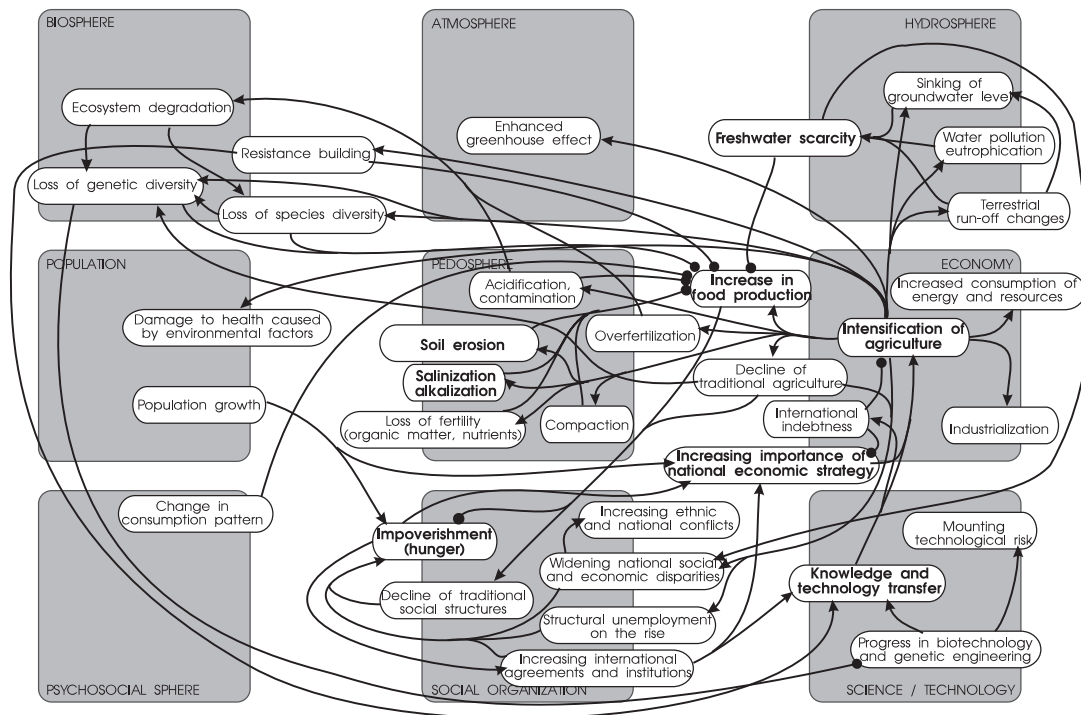 BIOSPHERE
Ecosystem degradation
Resistance building
Loss of genetic diversity
Loss of species diversity
ATMOSPHERE
Enhanced
greenhouse effect
HYDROSPHERE
Sinking of
groundwater level
Freshwater scarcity
Water pollution
eutrophication
Terrestrial
run-off changes
POPULATION
Damage to health caused
by environmental factors
Population growth
PEDOSPHERE
Acidification,
contamination
Increase in
food production
Overfertilization
Soil erosion
Salinization
alkalization
Loss of fertility
(organic matter, nutrients)
Compaction
ECONOMY
Increased consumption of
energy and resources
Intensification of
agriculture
Decline of
traditional agriculture
International
indebtness
Industrialization
Increasing importance of
national economic strategy
Change in
consumption pattern
PSYCHOSOCIAL SPHERE
Impoverishment
(hunger)
Increasing ethnic
and national conflicts
Widening national social
and economic disparities
Decline of traditional
social structures
Structural unemployment
on the rise
Increasing international
agreements and institutions
SOCIAL ORGANIZATION
Mounting
technological risk
Knowledge and
technology transfer
Progress in biotechnology
and genetic engineering
SCIENCE / TECHNOLOGY